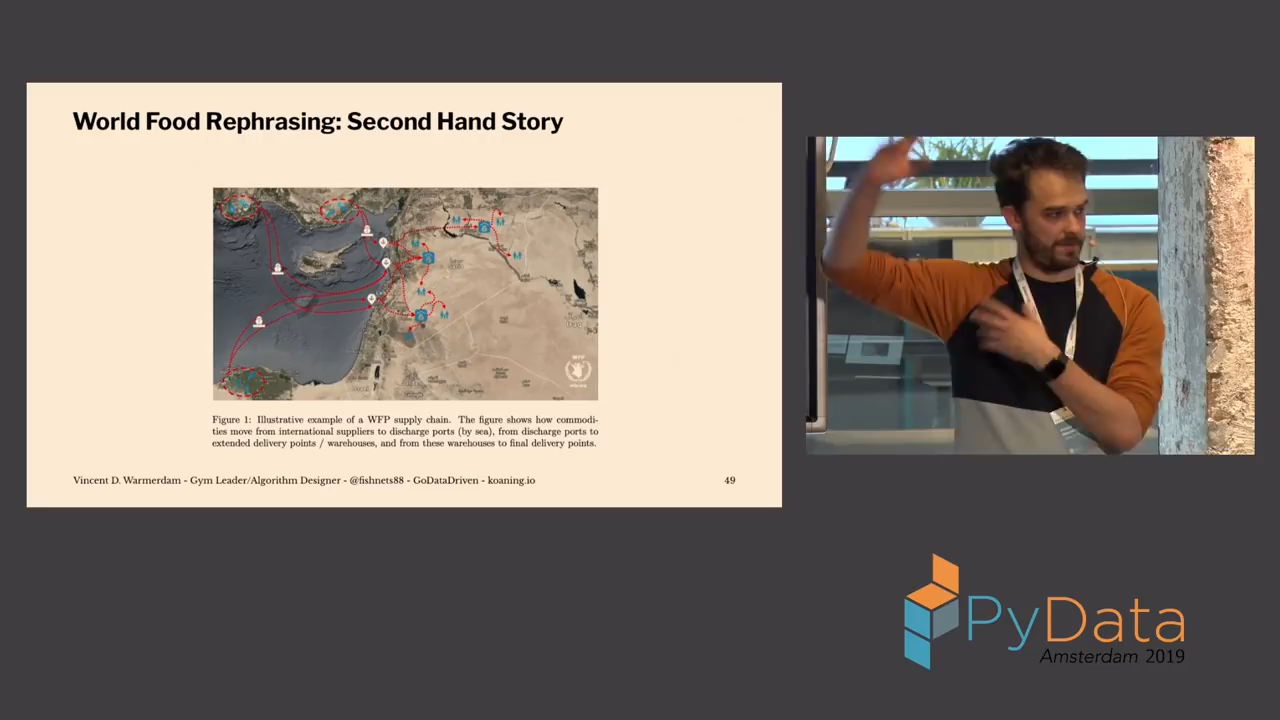 World Food Rephrasing: Second Hand Story
WFP
Figure 1: Illustrative example of a WFP supply chain. The figure shows how commodi-
ties move from international suppliers to discharge ports (by sea), from discharge ports to
extended delivery points / warehouses, and from these warehouses to final delivery points.
Vincent D. Warmerdam - Gym Leader/Algorithm Designer - @fishnets88 - GoDataDriven - koaning.io
49
PyData
Amsterdam 2019